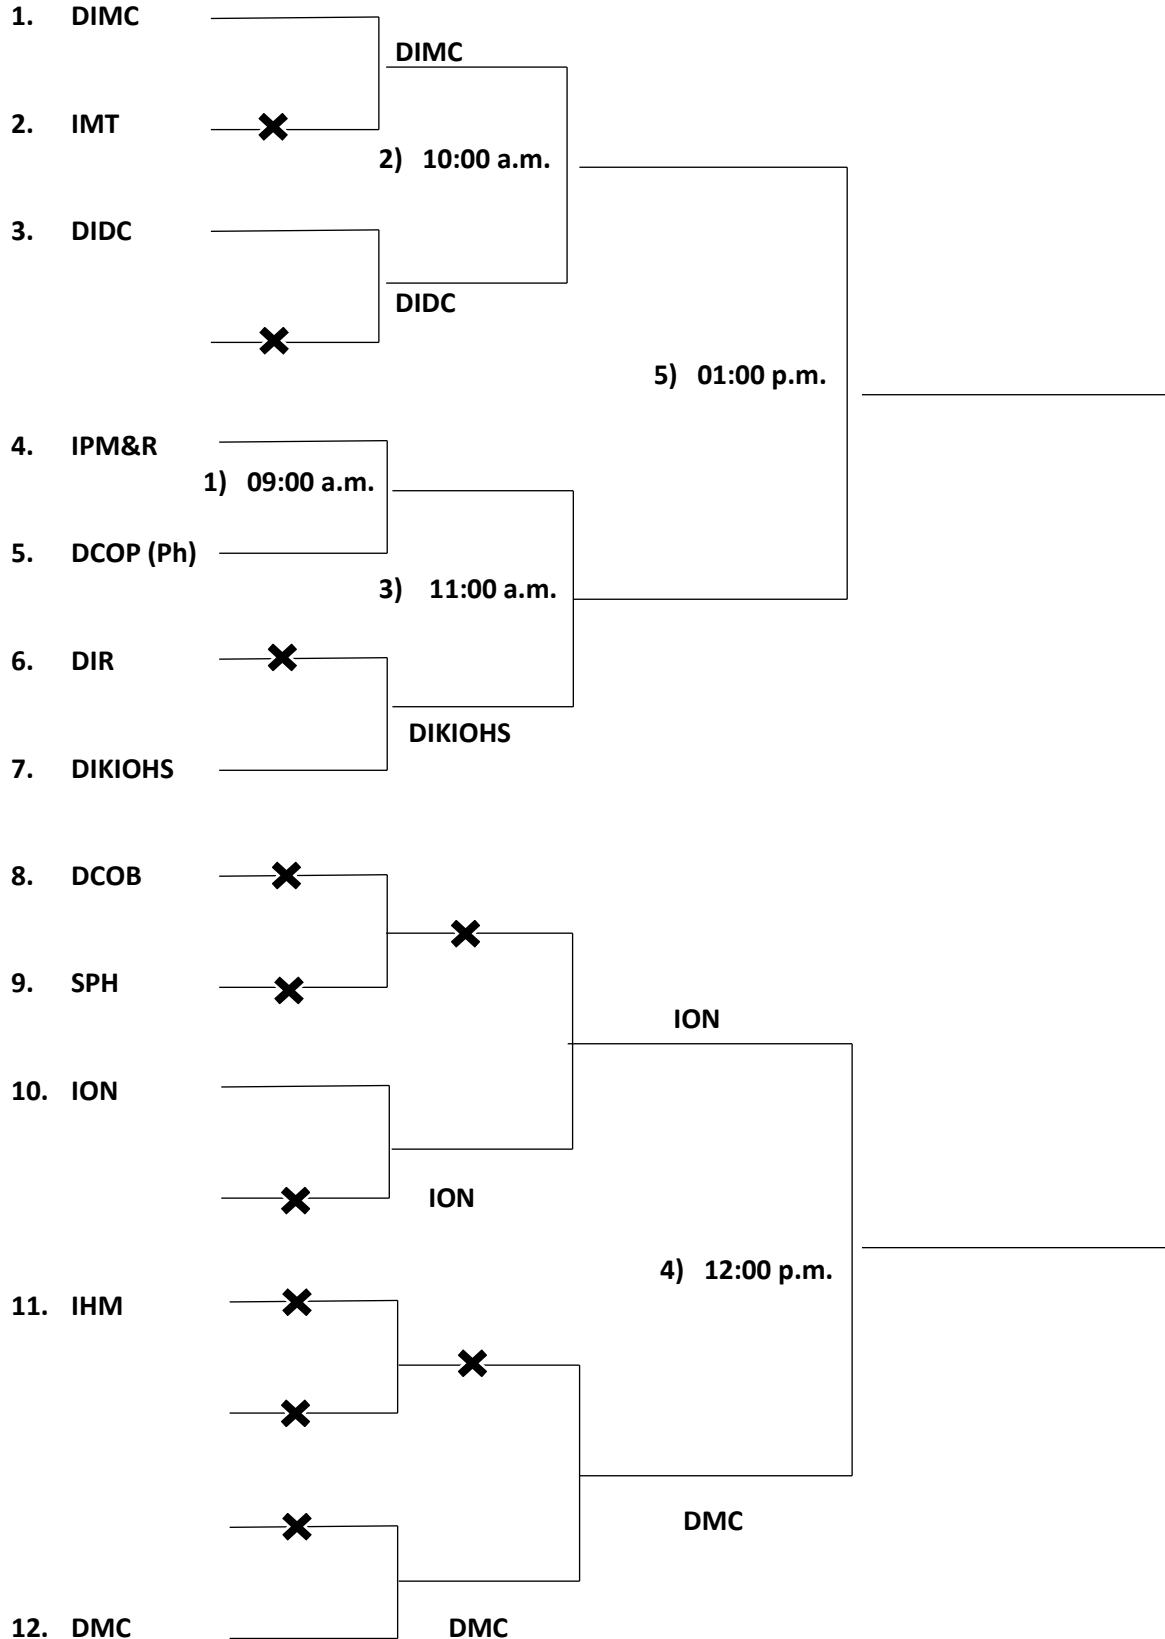 1. DIMC
DIMC
2. IMT
2) 10:00 a.m.
3. DIDC
DIDC
5) 01:00 p.m.
4. IPM&R
1) 09:00 a.m.
5. DCOP (Ph)
3) 11:00 a.m.
6. DIR
DIKIOHS
7. DIKIOHS
8. DCOB
9. SPH
ION
10. ION
ION
4) 12:00 p.m.
11. IHM
DMC
12. DMC
DMC